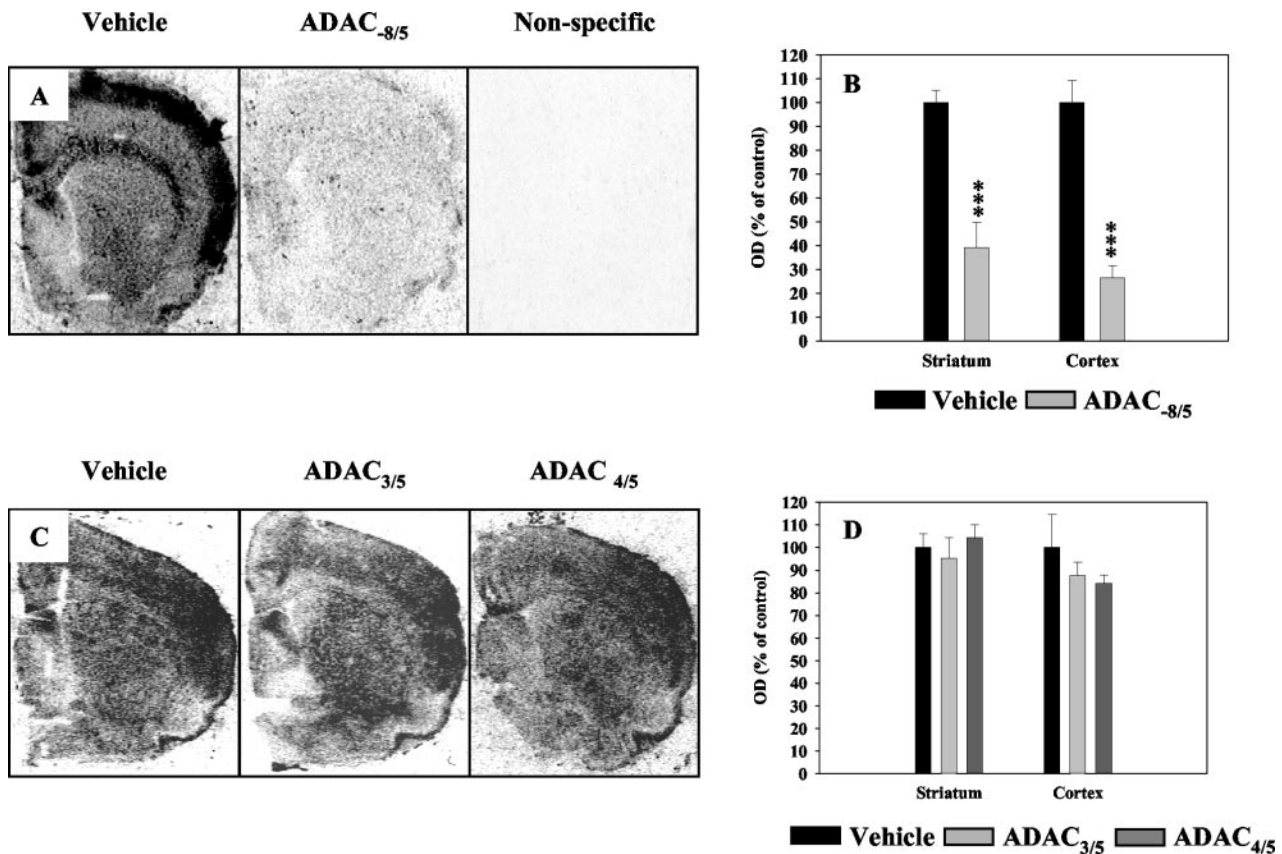 Vehicle ADAC-8/5 Non-specific
A
B
OD (% of control)
120
110
100
90
80
70
60
50
40
30
20
10
0
***
***
Striatum Cortex
Vehicle ADAC-8/5
Vehicle ADAC3/5 ADAC 4/5
C
D
OD (% of control)
120
110
100
90
80
70
60
50
40
30
20
10
0
Striatum Cortex
Vehicle ADAC3/5 ADAC4/5